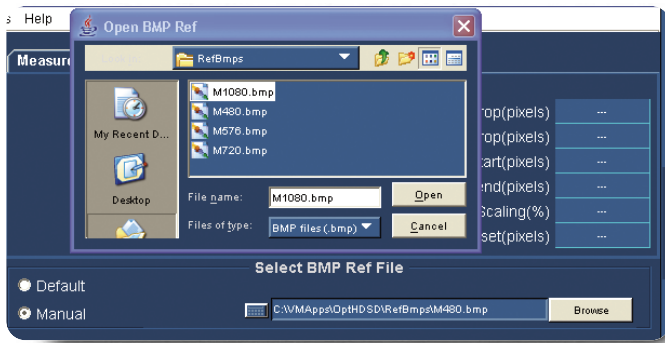 s Help
Open BMP Ref
Measure
RefBmps
M1080.bmp
M480.bmp
M576.bmp
M720.bmp
My Recent D...
Desktop
File name: M1080.bmp Open
Files of type: BMP files(.bmp) Cancel
rop(pixels) ---
rop(pixels) ---
tart(pixels) ---
end(pixels) ---
Scaling(%) ---
set(pixels) ---
Select BMP Ref File
Default
Manual
C:\VMApps\OptHDSD\RefBmps\M480.bmp Browse